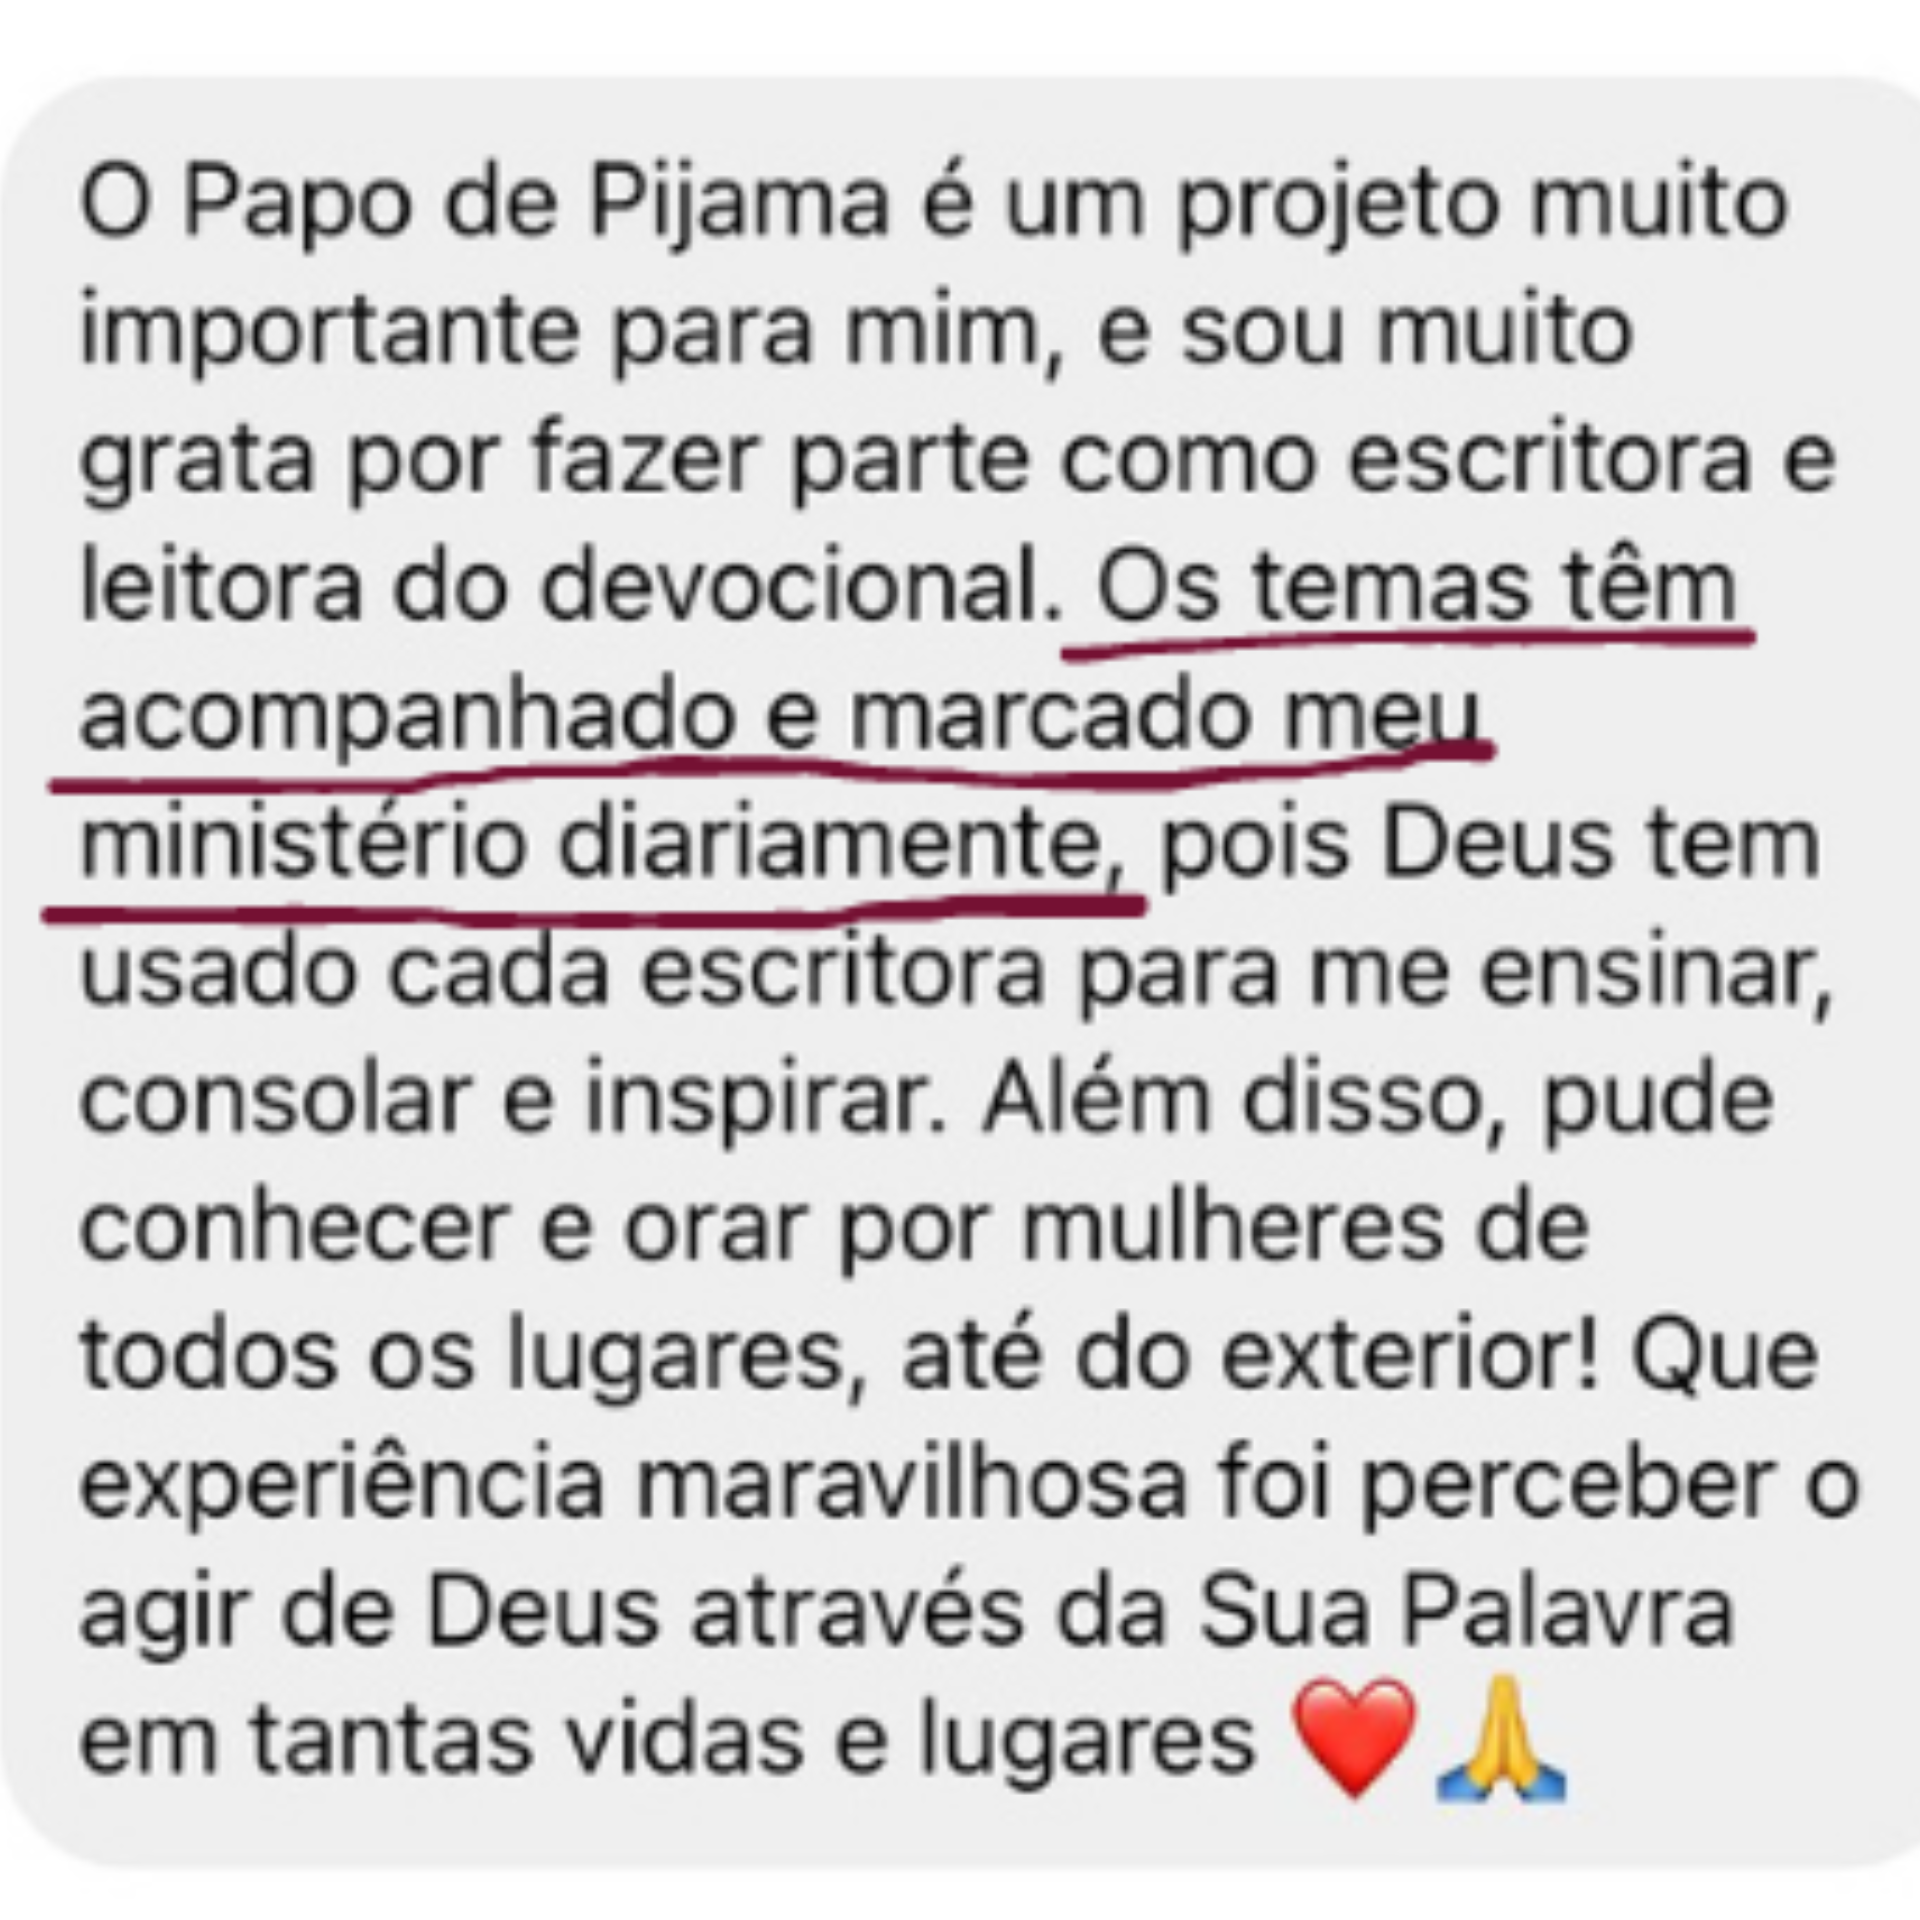 O Papo de Pijama é um projeto muito
importante para mim, e sou muito
grata por fazer parte como escritora e
leitora do devocional. Os temas têm
acompanhado e marcado meu
ministério diariamente, pois Deus tem
usado cada escritora para me ensinar,
consolar e inspirar. Além disso, pude
conhecer e orar por mulheres de
todos os lugares, até do exterior! Que
experiência maravilhosa foi perceber o
agir de Deus através da Sua Palavra
em tantas vidas e lugares ❤️🙏